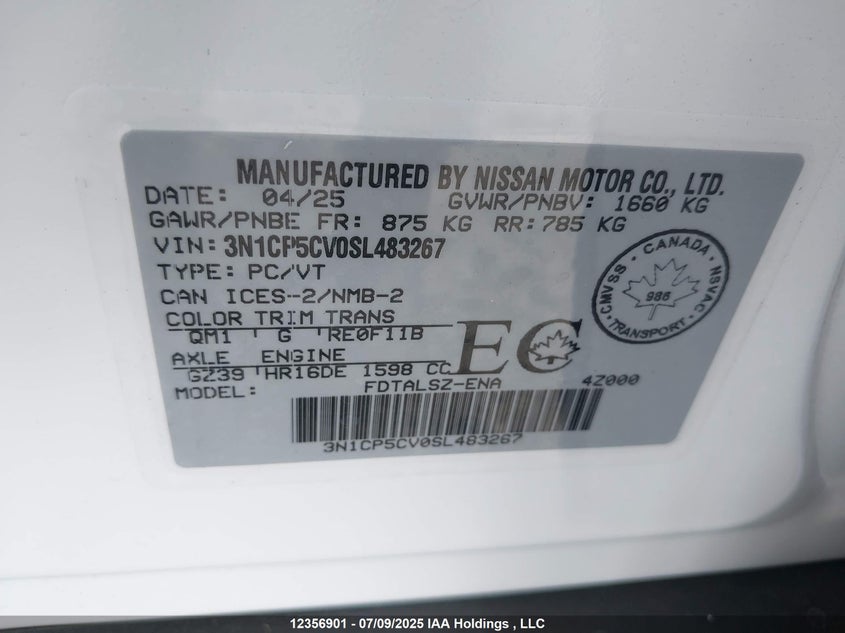 MANUFACTURED BY NISSAN MOTOR CO., LTD.
DATE: 04/25 GVWR/PNBV: 1660 KG
GAWR/PNBE FR: 875 KG RR: 785 KG
VIN: 3N1CP5CV0SL483267
TYPE: PC/VT
CAN ICES-2/NMB-2
COLOR TRIM TRANS
QM1 G RE0F11B
AXLE ENGINE
GZ39 HR16DE 1598 CC
MODEL: FDTALSZ-ENA 4Z000
EC
CMVSS CANADA NSVAC
986
TRANSPORT
3N1CP5CV0SL483267
12356901 - 07/09/2025 IAA Holdings , LLC